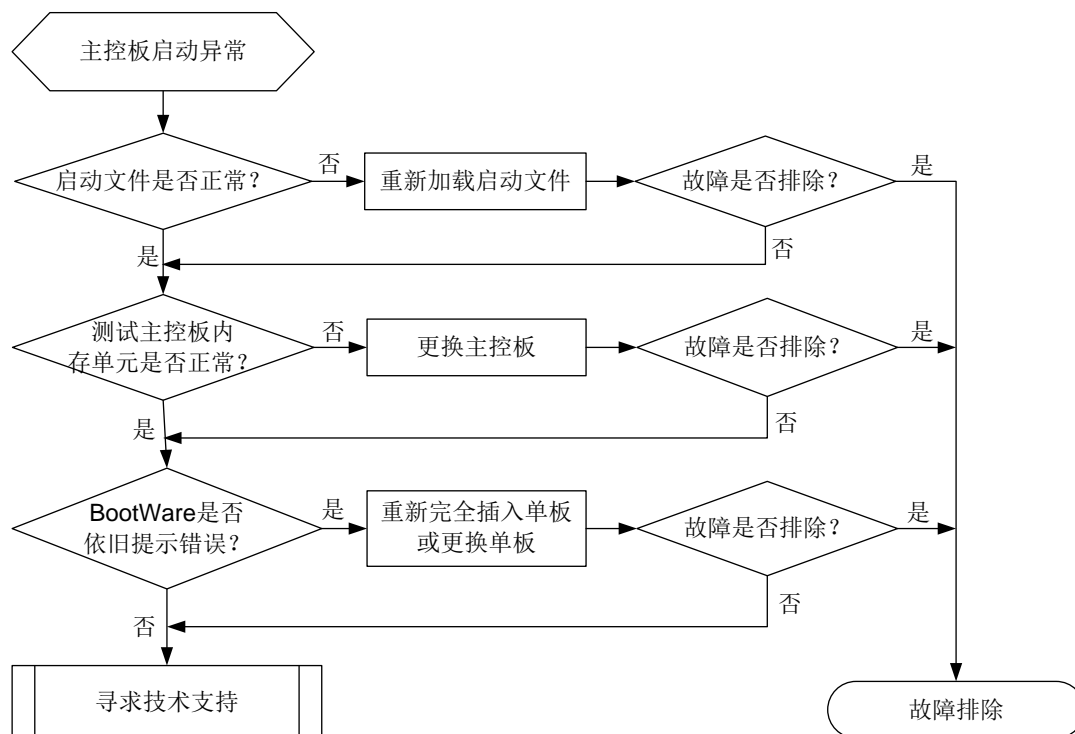 主控板启动异常
启动文件是否正常？
否
重新加载启动文件
故障是否排除？
是
是
否
测试主控板内
存单元是否正常？
否
更换主控板
故障是否排除？
是
是
否
BootWare是否
依旧提示错误？
是
重新完全插入单板
或更换单板
故障是否排除？
是
否
否
寻求技术支持
故障排除